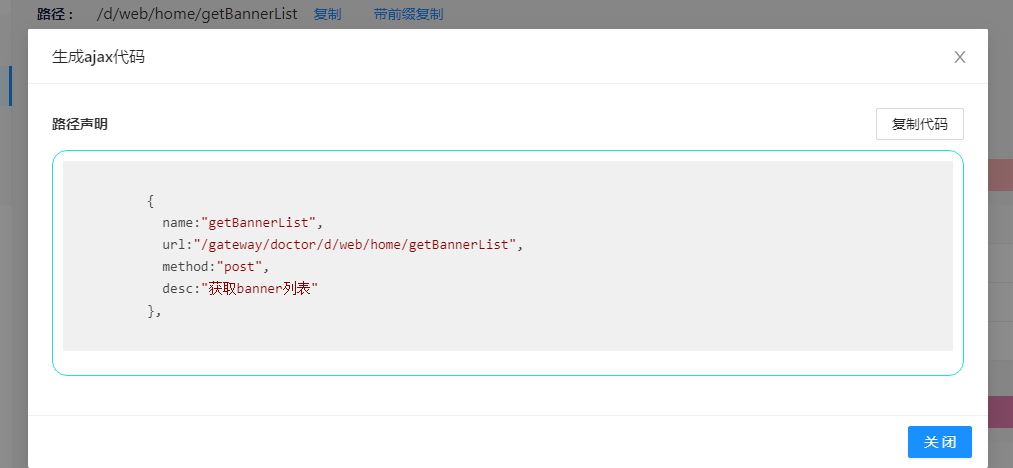 路径： /d/web/home/getBannerList 复制 带前缀复制
生成ajax代码
路径声明 复制代码
{
name:"getBannerList",
url:"/gateway/doctor/d/web/home/getBannerList",
method:"post",
desc:"获取banner列表"
},
关 闭